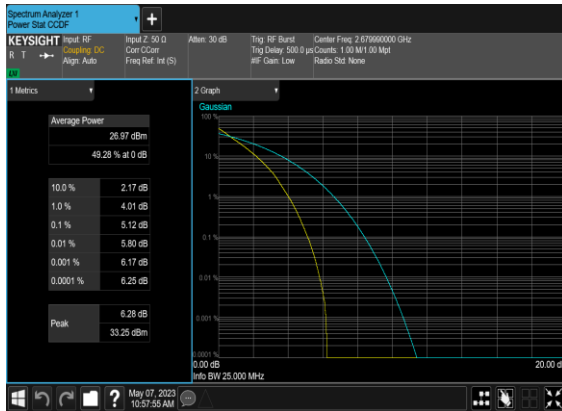 Spectrum Analyzer 1
Power Stat CCDF
+
KEYSIGHT
R T
Input: RF
Coupling: DC
Align: Auto
Input Z: 50 Ω
Corr CCorr
Freq Ref: Int (S)
Atten: 30 dB
Trig: RF Burst
Trig Delay: 500.0 µs
#IF Gain: Low
Center Freq: 2.679990000 GHz
Counts: 1.00 M/1.00 Mpt
Radio Std: None
1 Metrics
Average Power
26.97 dBm
49.28 % at 0 dB
10.0 % 2.17 dB
1.0 % 4.01 dB
0.1 % 5.12 dB
0.01 % 5.80 dB
0.001 % 6.17 dB
0.0001 % 6.25 dB
Peak
6.28 dB
33.25 dBm
2 Graph
Gaussian
100 %
10 %
1 %
0.1 %
0.01 %
0.001 %
0.0001 %
0.00 dB
20.00 d
Info BW 25.000 MHz
?
May 07, 2023
10:57:55 AM